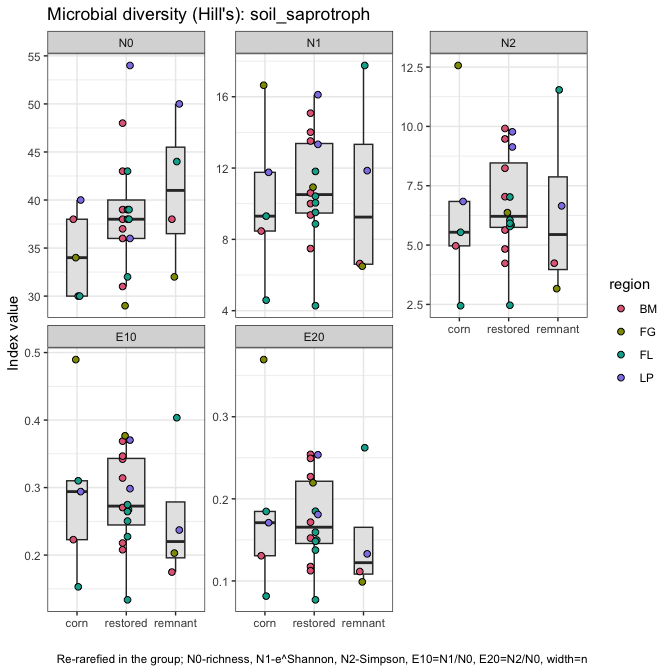 Microbial diversity (Hill's): soil_saprotroph
N0
N1
N2
55
50
45
40
35
30
16
12
8
4
12.5
10.0
7.5
5.0
2.5
corn restored remnant
Index value
region
BM
FG
FL
LP
E10
E20
0.5
0.4
0.3
0.2
0.3
0.2
0.1
corn restored remnant
corn restored remnant
Re-rarefied in the group; N0-richness, N1-e^Shannon, N2-Simpson, E10=N1/N0, E20=N2/N0, width=n